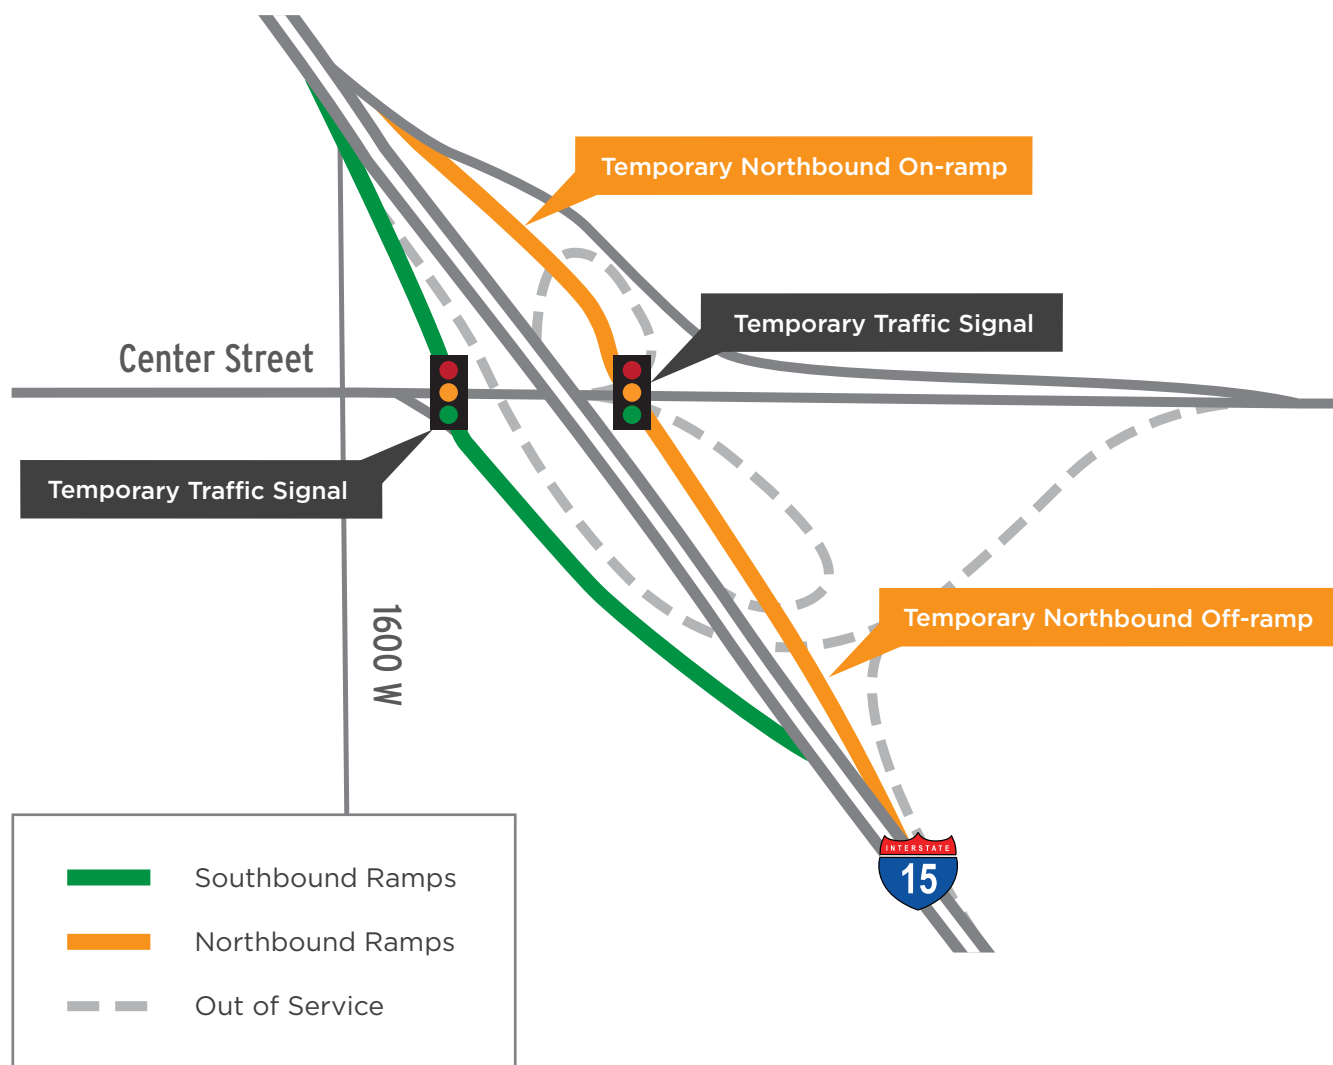 Temporary Northbound On-ramp
Temporary Traffic Signal
Center Street
Temporary Traffic Signal
Temporary Northbound Off-ramp
1600 W
INTERSTATE
15
Southbound Ramps
Northbound Ramps
Out of Service